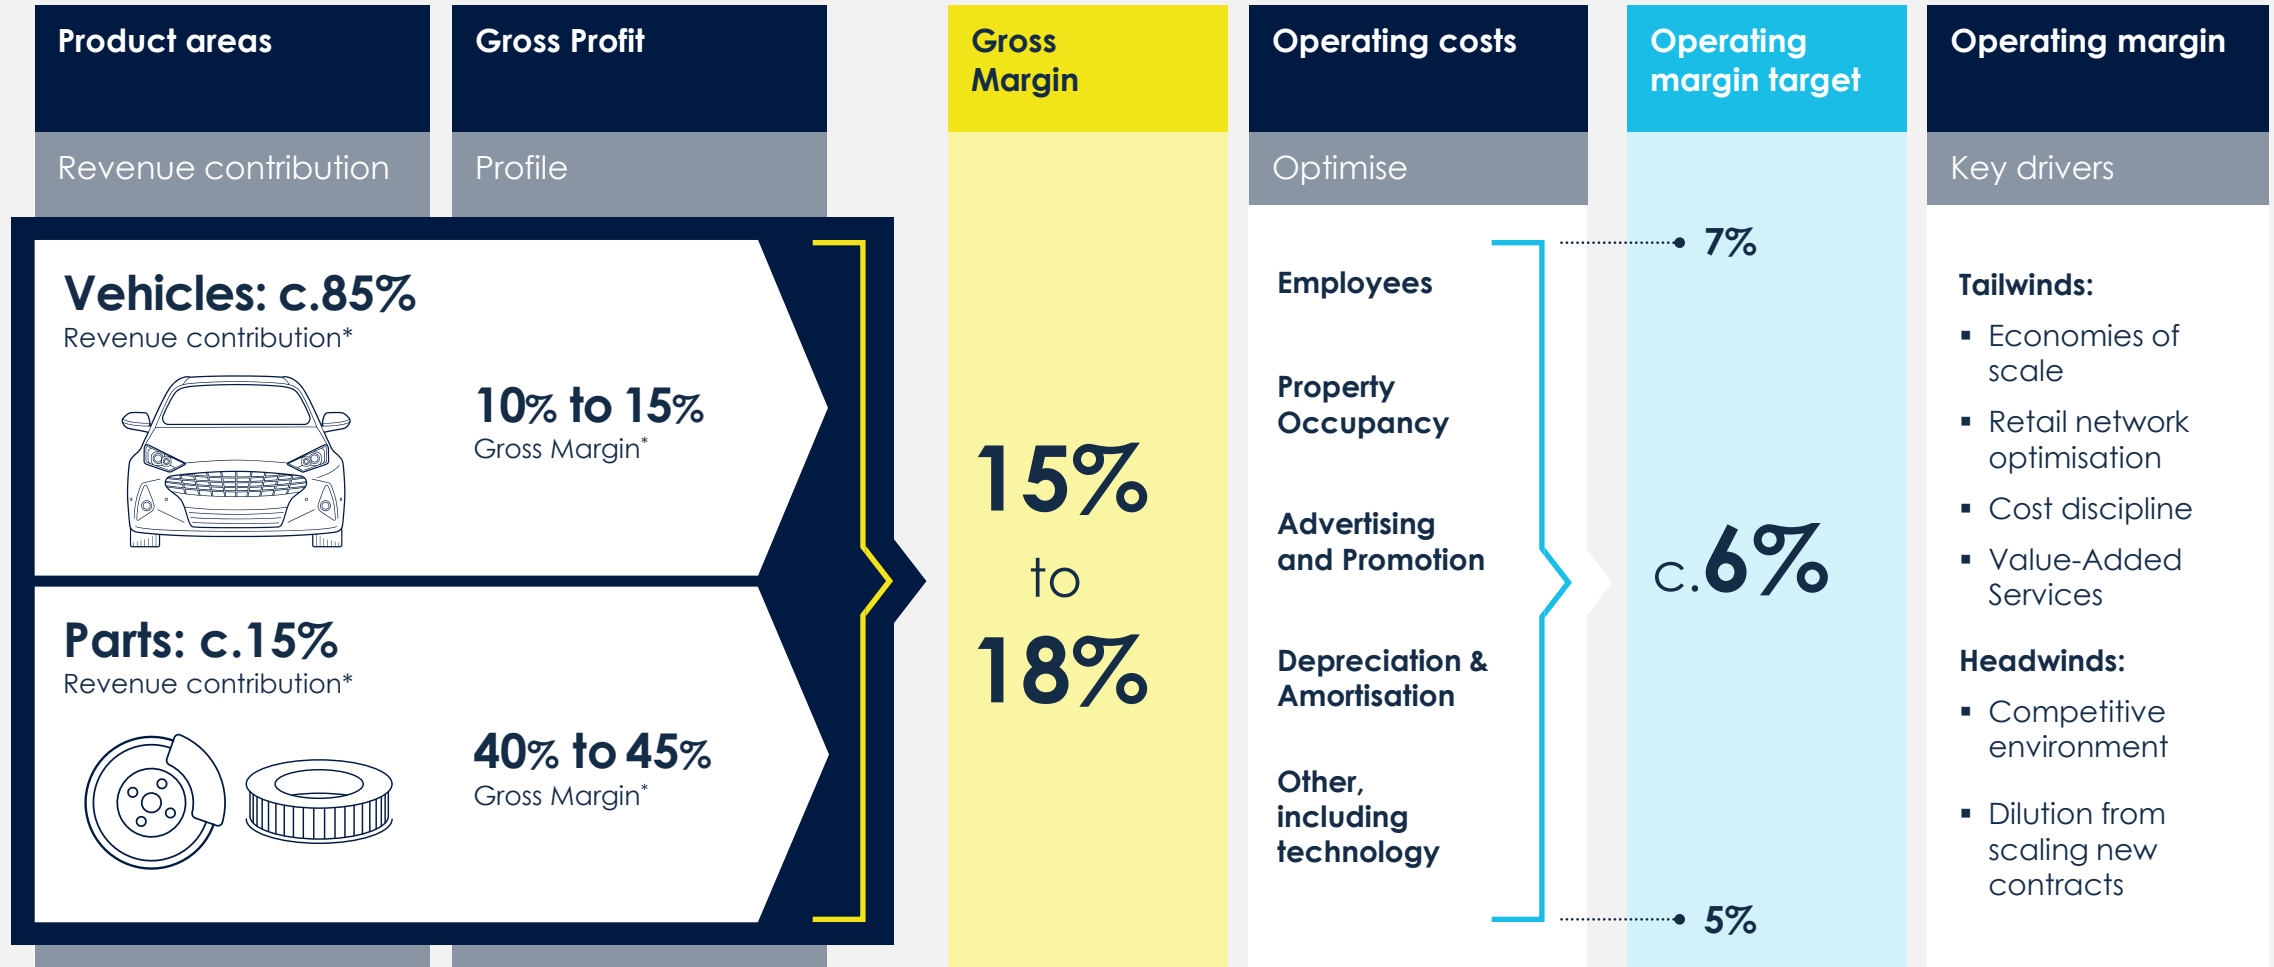 Product areas
Revenue contribution
Vehicles: c.85%
Revenue contribution*
Parts: c.15%
Revenue contribution*
Gross Profit
Profile
10% to 15%
Gross Margin*
40% to 45%
Gross Margin*
Gross
Margin
15%
to
18%
Operating costs
Optimise
Employees
Property
Occupancy
Advertising
and Promotion
Depreciation &
Amortisation
Other,
including
technology
Operating
margin target
7%
c.6%
5%
Operating margin
Key drivers
Tailwinds:
▪ Economies of
scale
▪ Retail network
optimisation
▪ Cost discipline
▪ Value-Added
Services
Headwinds:
▪ Competitive
environment
▪ Dilution from
scaling new
contracts